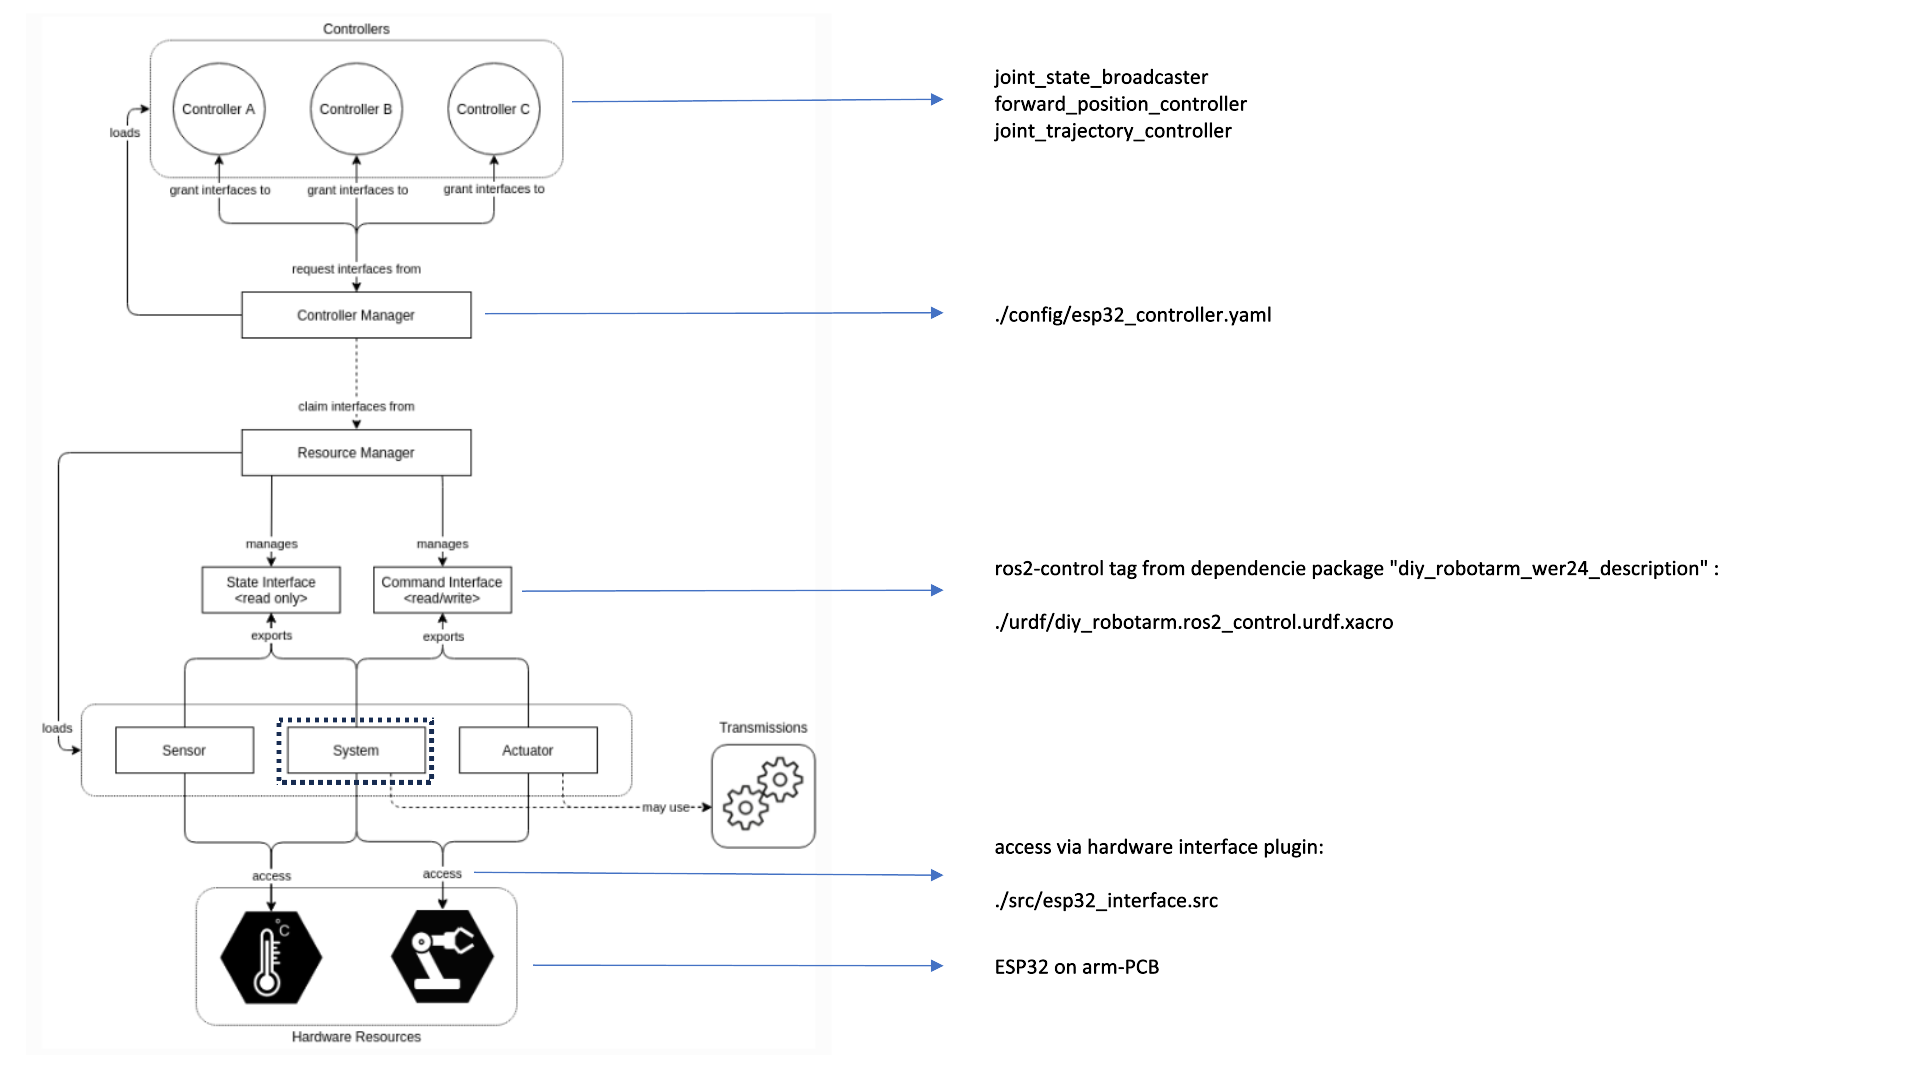 Controllers
Controller A
Controller B
Controller C
joint_state_broadcaster
forward_position_controller
joint_trajectory_controller
loads
grant interfaces to
grant interfaces to
grant interfaces to
request interfaces from
Controller Manager
./config/esp32_controller.yaml
claim interfaces from
Resource Manager
manages
manages
State Interface
<read only>
Command Interface
<read/write>
ros2-control tag from dependencie package "diy_robotarm_wer24_description" :
./urdf/diy_robotarm.ros2_control.urdf.xacro
exports
exports
loads
Sensor
System
Actuator
Transmissions
may use
access via hardware interface plugin:
./src/esp32_interface.src
access
access
°C
ESP32 on arm-PCB
Hardware Resources